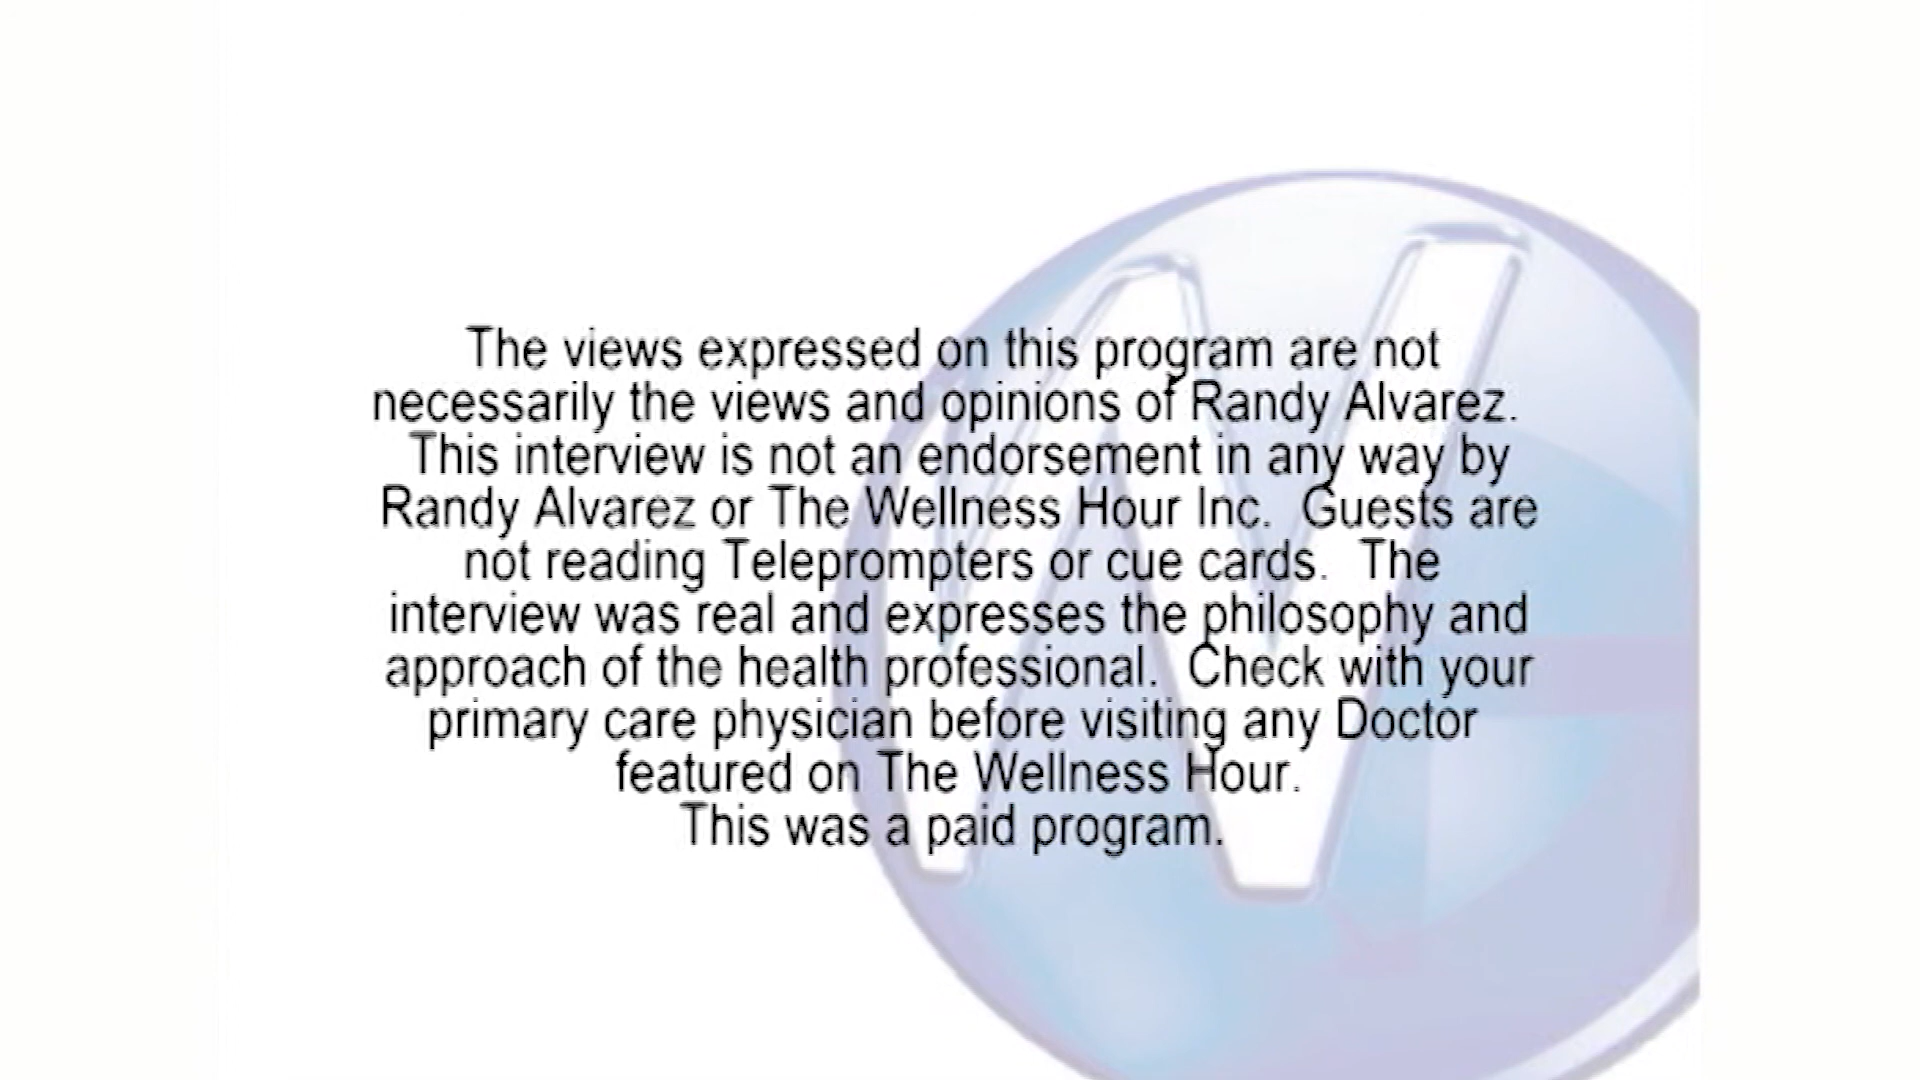 The views expressed on this program are not
necessarily the views and opinions of Randy Alvarez.
This interview is not an endorsement in any way by
Randy Alvarez or The Wellness Hour Inc.  Guests are
not reading Teleprompters or cue cards.  The
interview was real and expresses the philosophy and
approach of the health professional.  Check with your
primary care physician before visiting any Doctor
featured on The Wellness Hour.
This was a paid program.